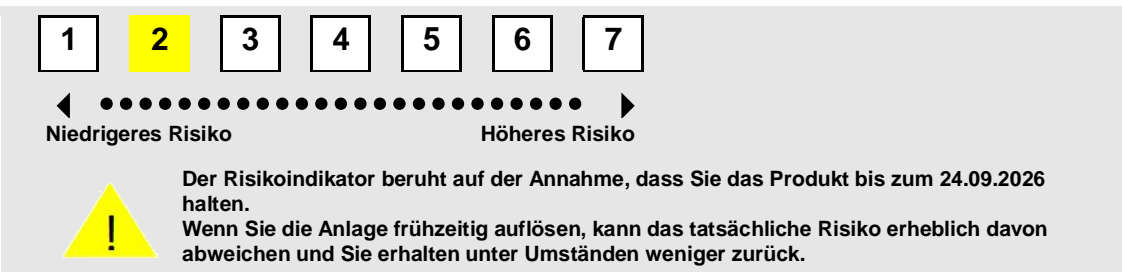 1 2 3 4 5 6 7
Niedrigeres Risiko Höheres Risiko
Der Risikoindikator beruht auf der Annahme, dass Sie das Produkt bis zum 24.09.2026
halten.
Wenn Sie die Anlage frühzeitig auflösen, kann das tatsächliche Risiko erheblich davon
! abweichen und Sie erhalten unter Umständen weniger zurück.